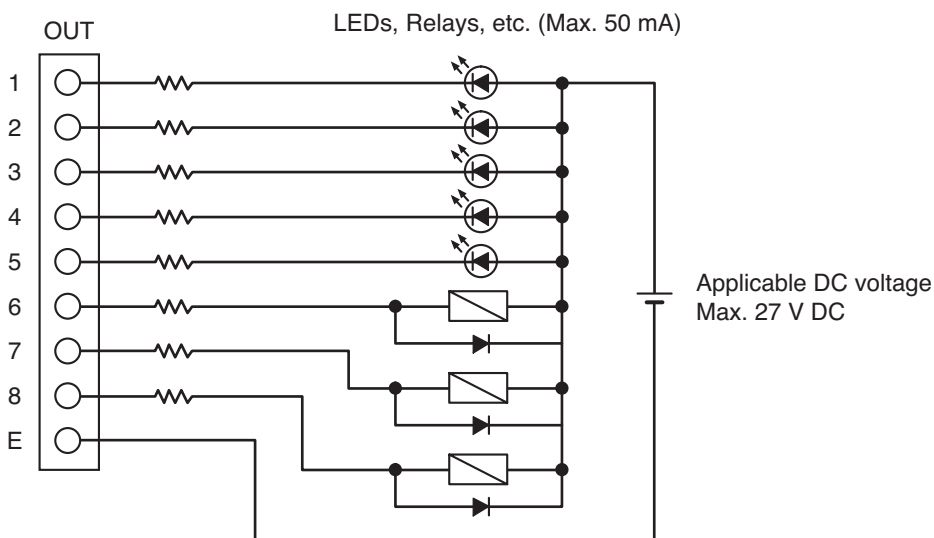 LEDs, Relays, etc. (Max. 50 mA)
OUT
1
2
3
4
5
6
7
8
E
Applicable DC voltage
Max. 27 V DC